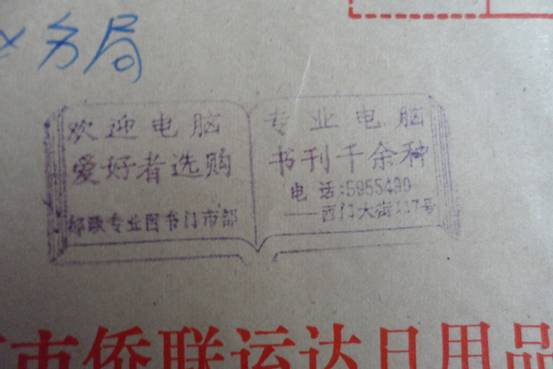 务局
欢迎电脑
爱好者选购
邮政专业图书门市部
专业电脑
书刊千余种
电话:5955490
——西门大街117号
市侨联运达日用品